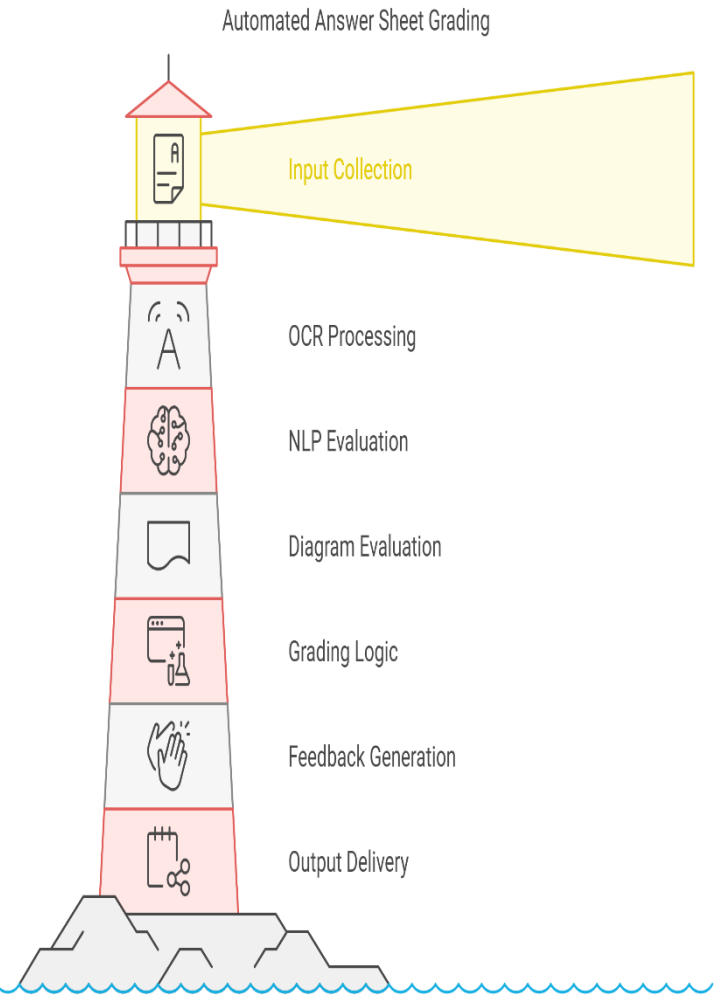 Automated Answer Sheet Grading
A
Input Collection
A
OCR Processing
NLP Evaluation
Diagram Evaluation
Grading Logic
Feedback Generation
Output Delivery